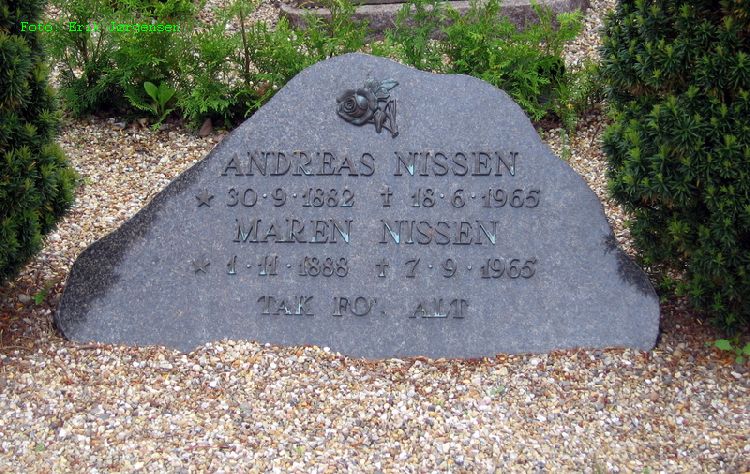 Foto: Erik Jørgensen
ANDREAS NISSEN
★ 30·9·1882 † 18·6·1965
MAREN NISSEN
★ 1·11·1888 † 7·9·1965
TAK FO'. ALT